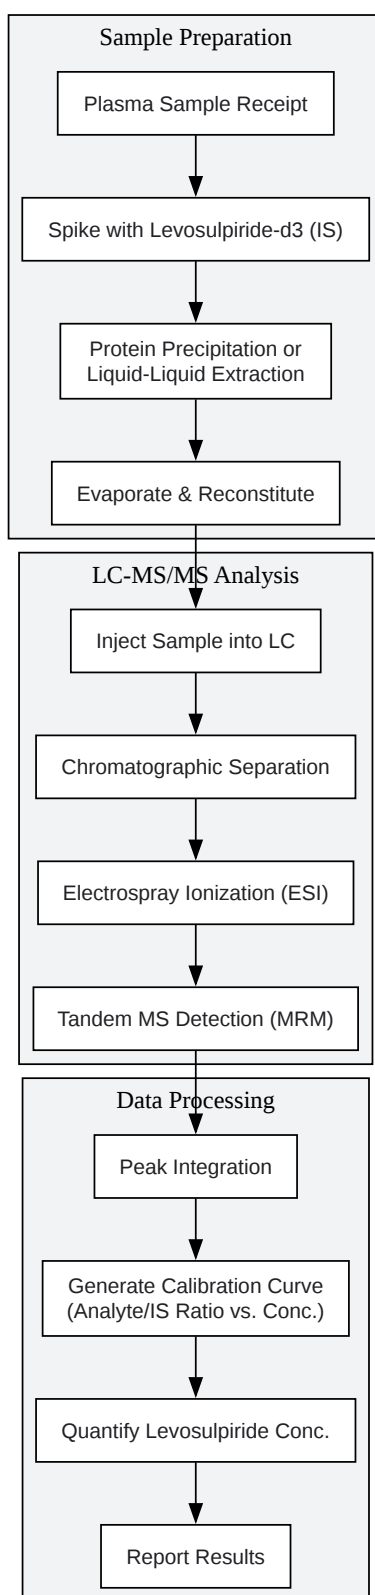 Sample Preparation
Plasma Sample Receipt
Spike with Levosulpiride-d3 (IS)
Protein Precipitation or
Liquid-Liquid Extraction
Evaporate & Reconstitute
LC-MS/MS Analysis
Inject Sample into LC
Chromatographic Separation
Electrospray Ionization (ESI)
Tandem MS Detection (MRM)
Data Processing
Peak Integration
Generate Calibration Curve
(Analyte/IS Ratio vs. Conc.)
Quantify Levosulpiride Conc.
Report Results